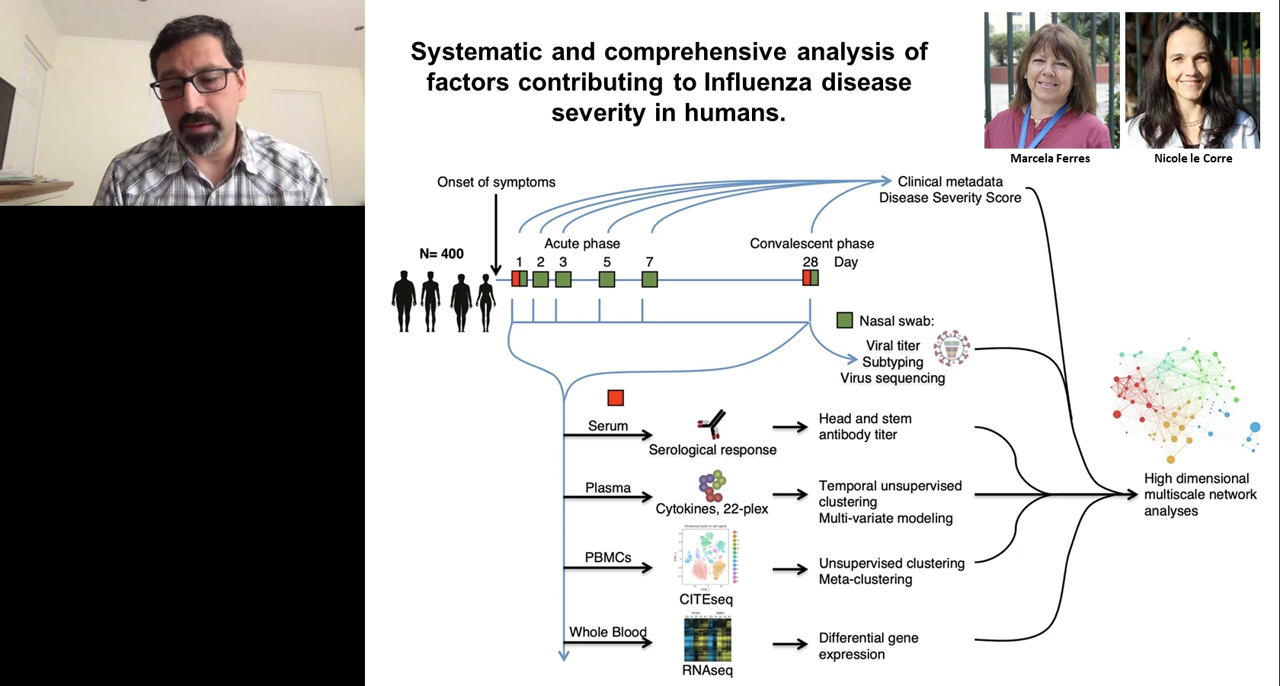 Systematic and comprehensive analysis of
factors contributing to Influenza disease
severity in humans.
Marcela Ferres
Nicole le Corre
Onset of symptoms
Clinical metadata
Disease Severity Score
N= 400
Acute phase
Convalescent phase
1 2 3 5 7 28 Day
Nasal swab:
Viral titer
Subtyping
Virus sequencing
Serum
Serological response
Head and stem
antibody titer
Plasma
Cytokines, 22-plex
Temporal unsupervised
clustering
Multi-variate modeling
High dimensional
multiscale network
analyses
PBMCs
CITEseq
Unsupervised clustering
Meta-clustering
Whole Blood
RNAseq
Differential gene
expression